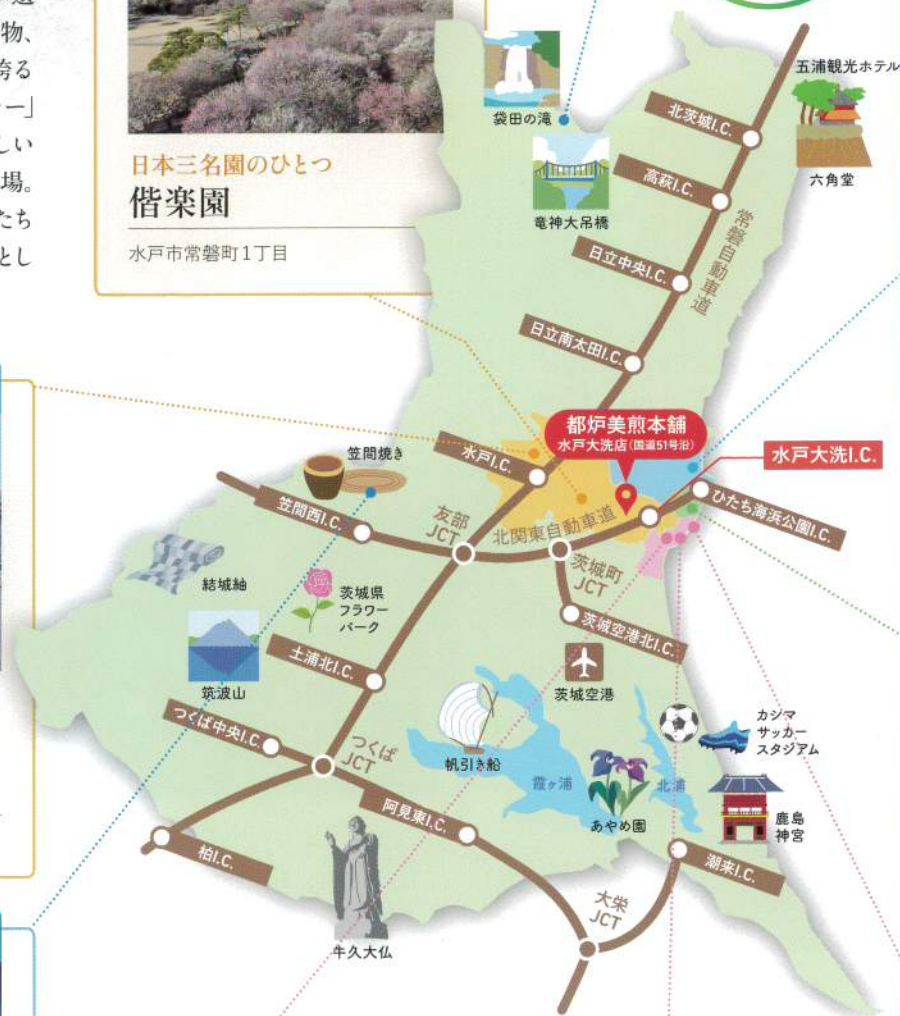 物、
誇る
ー」
しい
場。
たち
とし
日本三名園のひとつ
偕楽園
水戸市常磐町1丁目
袋田の滝
竜神大吊橋
五浦観光ホテル
六角堂
北茨城I.C.
高萩I.C.
常磐自動車道
日立中央I.C.
日立南太田I.C.
都炉美煎本舗
水戸大洗店(国道51号沿)
水戸大洗I.C.
水戸I.C.
ひたち海浜公園I.C.
笠間焼き
笠間西I.C.
友部
JCT
北関東自動車道
茨城町
JCT
茨城空港北I.C.
茨城空港
結城紬
茨城県
フラワー
パーク
筑波山
土浦北I.C.
つくば中央I.C.
つくば
JCT
帆引き船
霞ヶ浦
北浦
あやめ園
カシマ
サッカー
スタジアム
鹿島
神宮
阿見東I.C.
柏I.C.
潮来I.C.
大栄
JCT
牛久大仏